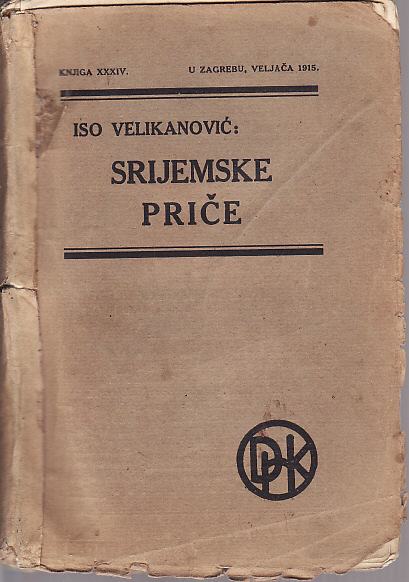 KNJIGA XXXIV. U ZAGREBU, VELJAČA 1915.
ISO VELIKANOVIĆ:
SRIJEMSKE
PRIČE
DHK